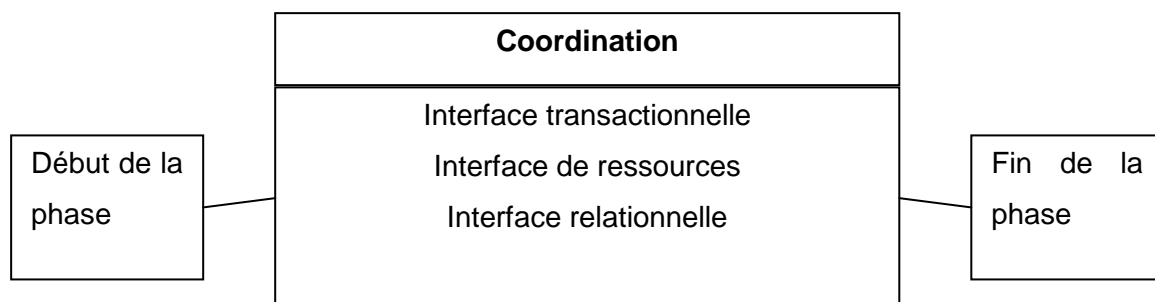 Coordination
Interface transactionnelle
Interface de ressources
Interface relationnelle
Début de la
phase
Fin de la
phase